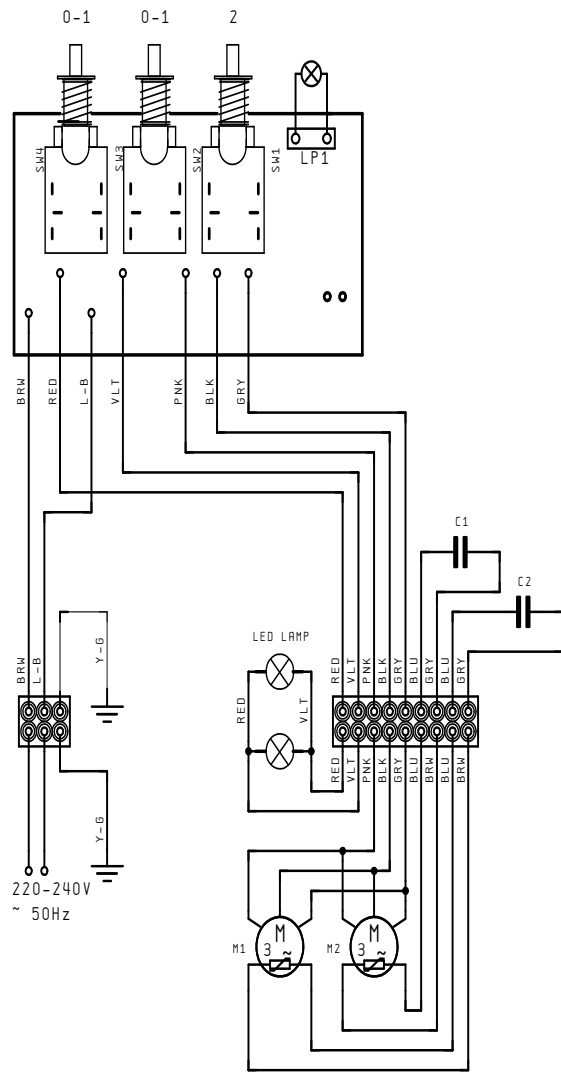 0-1 0-1 2
LP1
SW4 SW3 SW2 SW1
BRW RED L-B VLT PNK BLK GRY
C1
C2
LED LAMP
BRW L-B Y-G
RED VLT
RED VLT PNK BLK GRY BLU GRY BLU GRY
RED VLT PNK BLK GRY BLU BRW BLU BRW
Y-G
220-240V
~ 50Hz
M1 M 3 ~
M2 M 3 ~